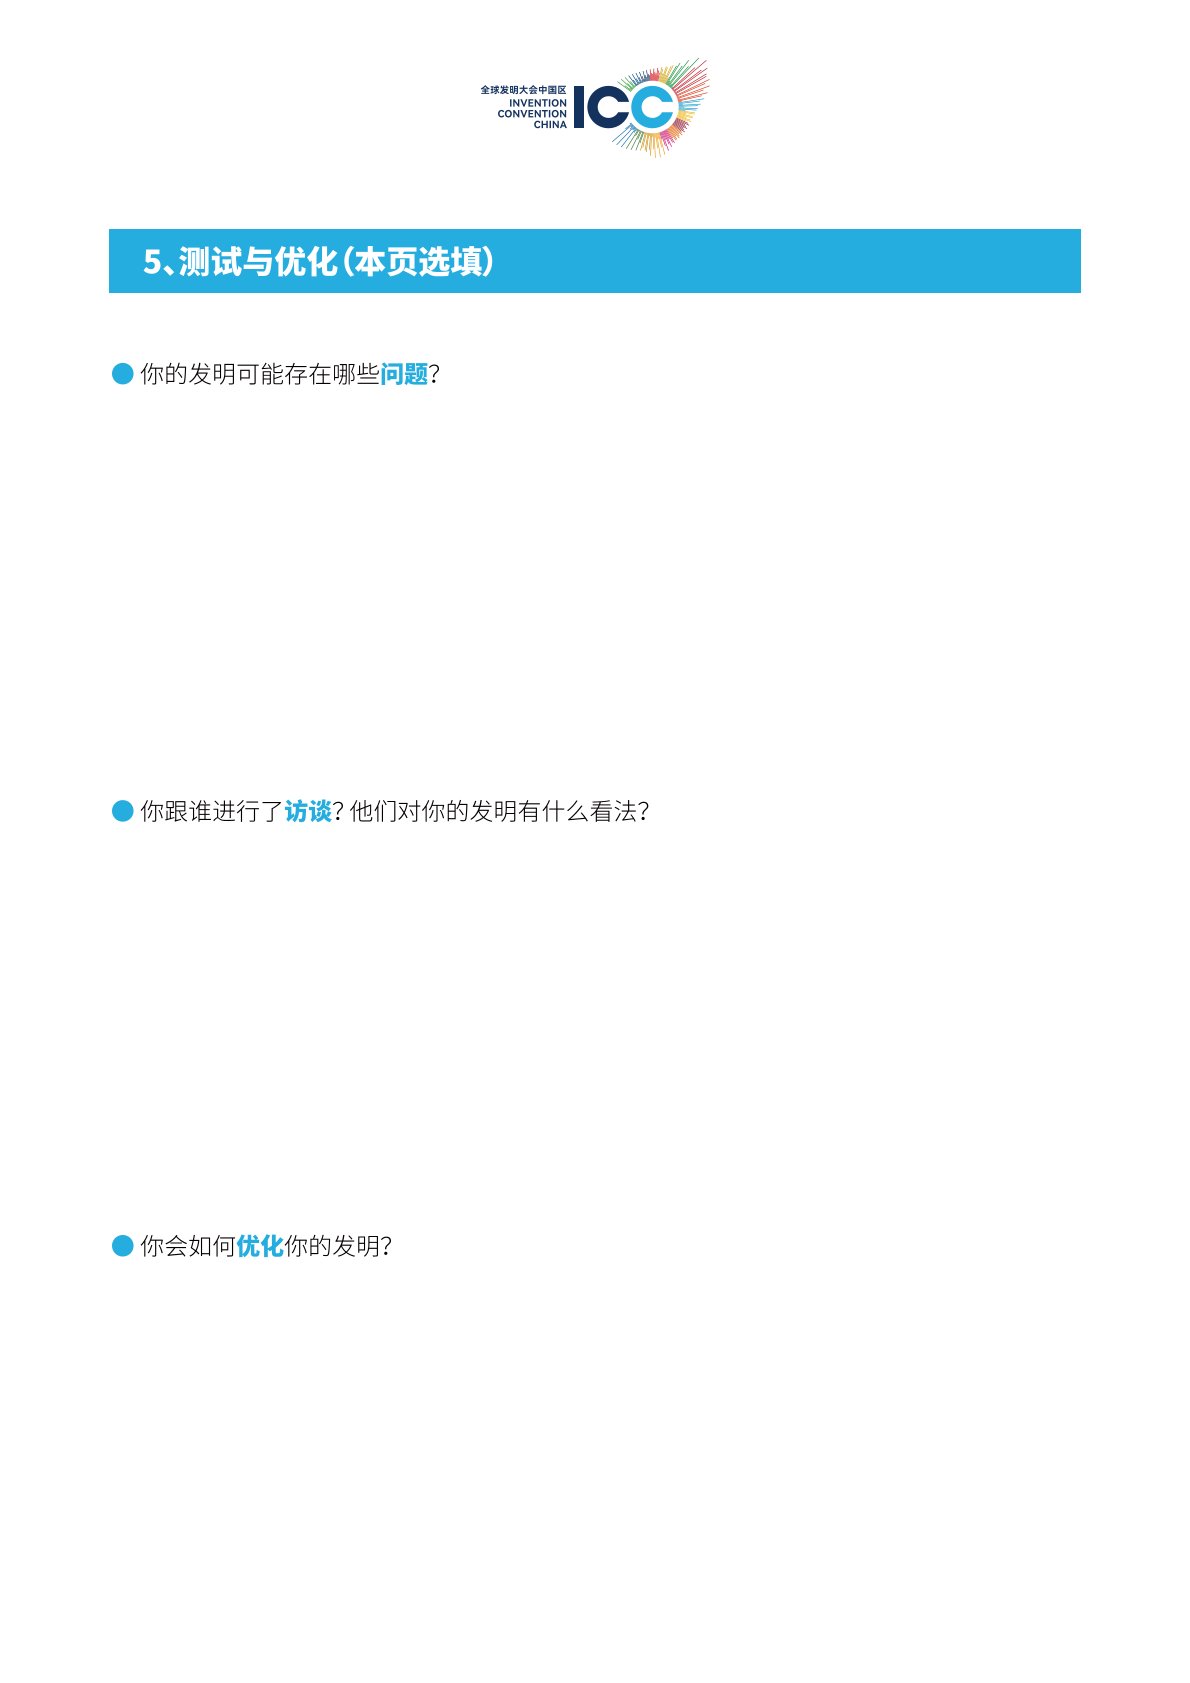 全球发明大会中国区
INVENTION
CONVENTION
CHINA
ICC
5、测试与优化（本页选填）
你的发明可能存在哪些问题？
你跟谁进行了访谈？他们对你的发明有什么看法？
你会如何优化你的发明？